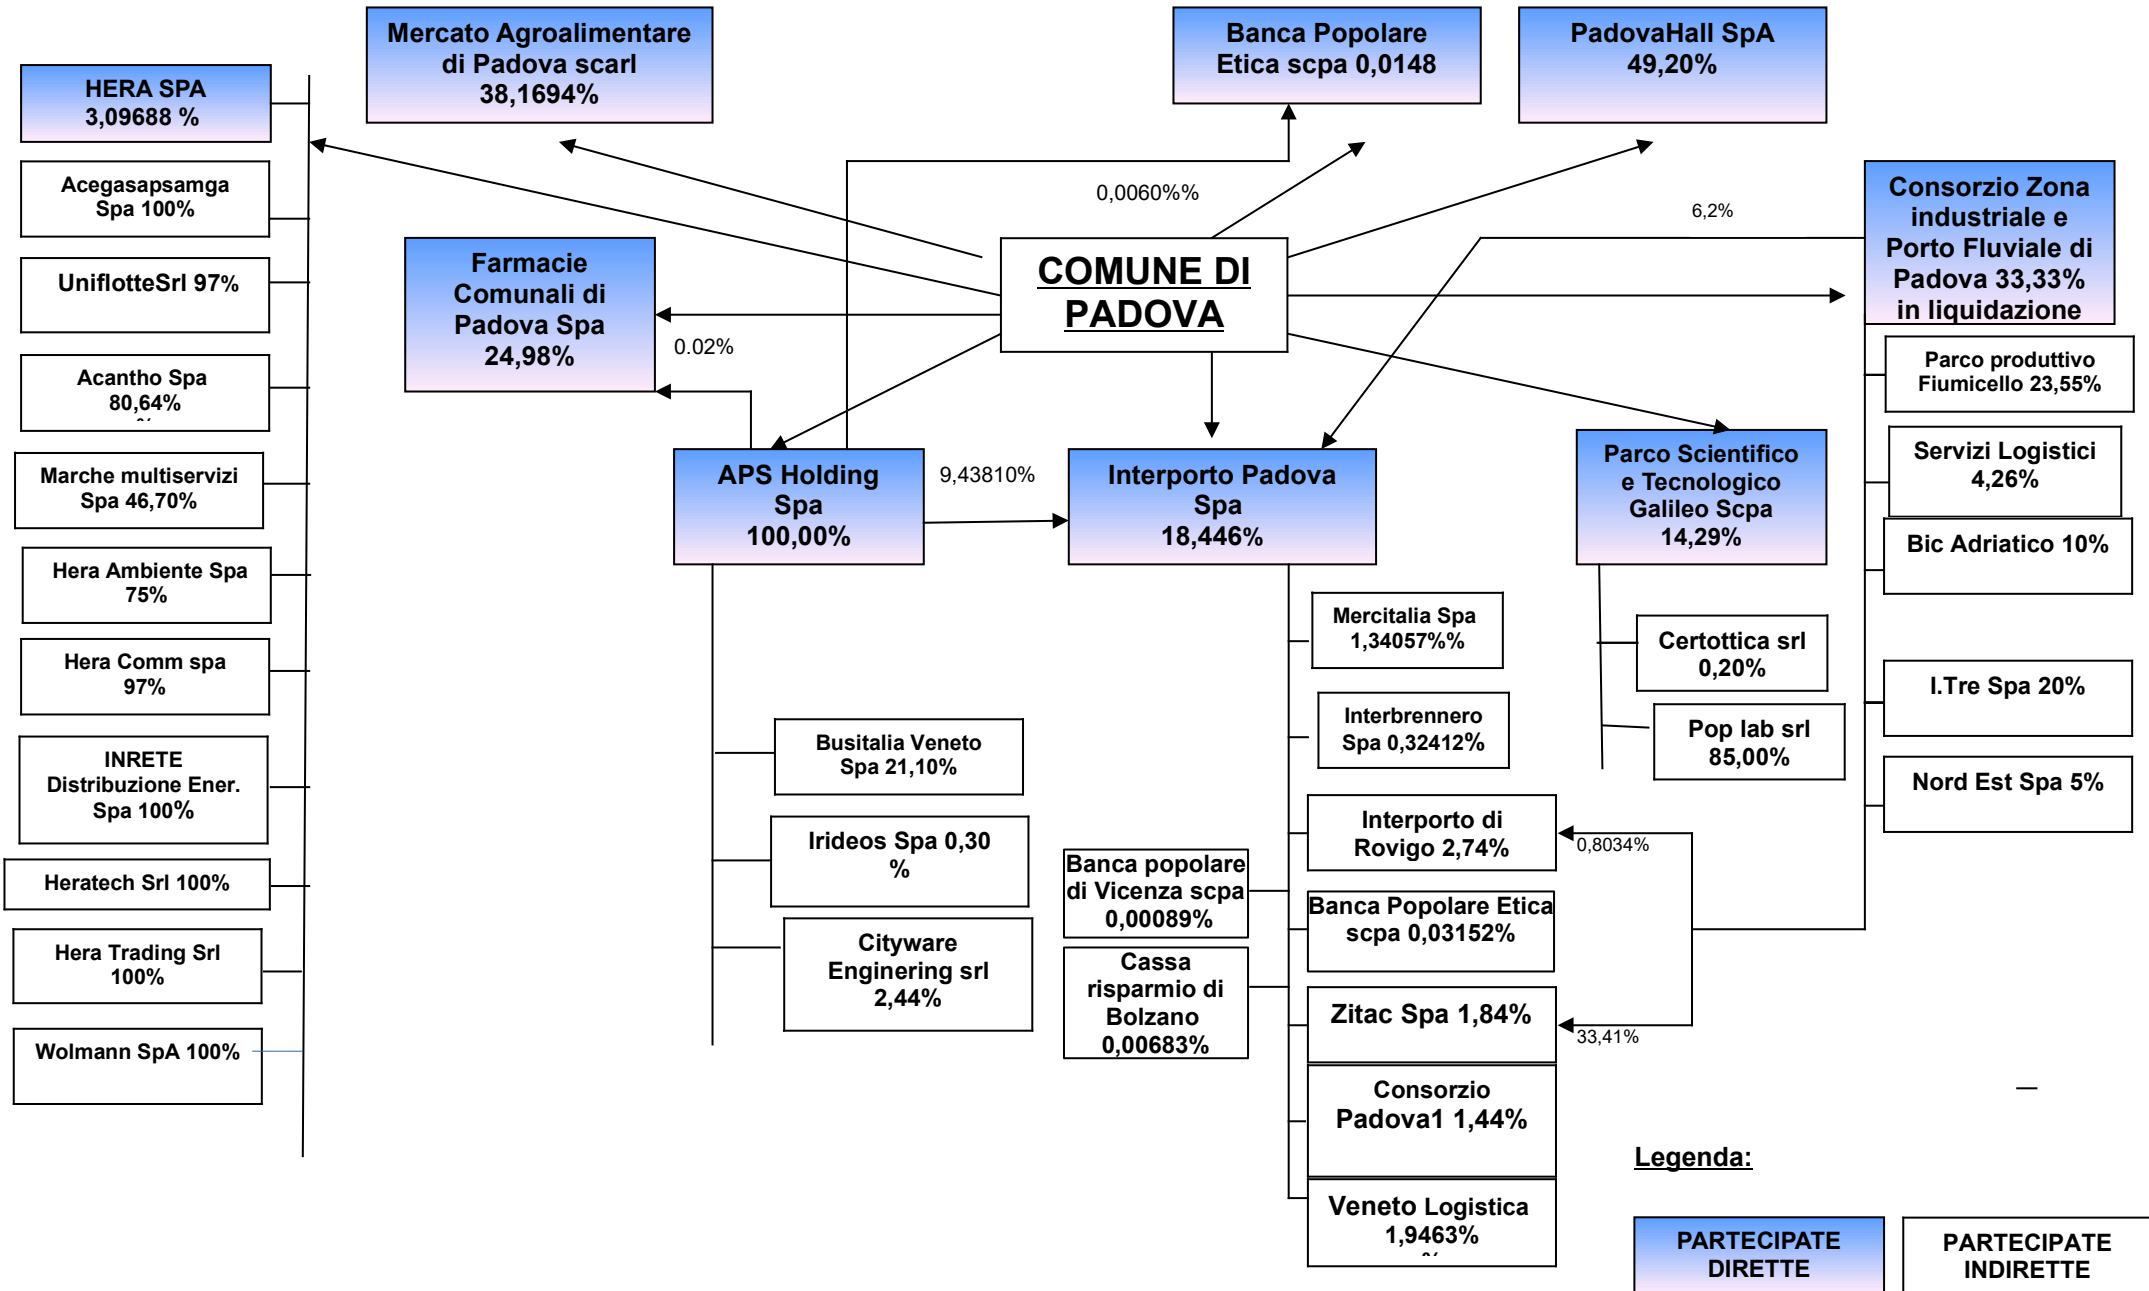 Mercato Agroalimentare
di Padova scarl
38,1694%
Banca Popolare
Etica scpa 0,0148
PadovaHall SpA
49,20%
HERA SPA
3,09688 %
Acegasapsamga
Spa 100%
UniflotteSrl 97%
Acantho Spa
80,64%
Marche multiservizi
Spa 46,70%
Hera Ambiente Spa
75%
Hera Comm spa
97%
INRETE
Distribuzione Ener.
Spa 100%
Heratech Srl 100%
Hera Trading Srl
100%
Wolmann SpA 100%
Farmacie
Comunali di
Padova Spa
24,98%
0.02%
0,0060%%
COMUNE DI
PADOVA
6,2%
Consorzio Zona
industriale e
Porto Fluviale di
Padova 33,33%
in liquidazione
Parco produttivo
Fiumicello 23,55%
Servizi Logistici
4,26%
Bic Adriatico 10%
I.Tre Spa 20%
Nord Est Spa 5%
APS Holding
Spa
100,00%
9,43810%
Interporto Padova
Spa
18,446%
Parco Scientifico
e Tecnologico
Galileo Scpa
14,29%
Certottica srl
0,20%
Pop lab srl
85,00%
Busitalia Veneto
Spa 21,10%
Irideos Spa 0,30
%
Cityware
Enginering srl
2,44%
Mercitalia Spa
1,34057%%
Interbrennero
Spa 0,32412%
Interporto di
Rovigo 2,74%
0,8034%
Banca popolare
di Vicenza scpa
0,00089%
Banca Popolare Etica
scpa 0,03152%
Cassa
risparmio di
Bolzano
0,00683%
Zitac Spa 1,84%
33,41%
Consorzio
Padova1 1,44%
Veneto Logistica
1,9463%
Legenda:
PARTECIPATE
DIRETTE
PARTECIPATE
INDIRETTE